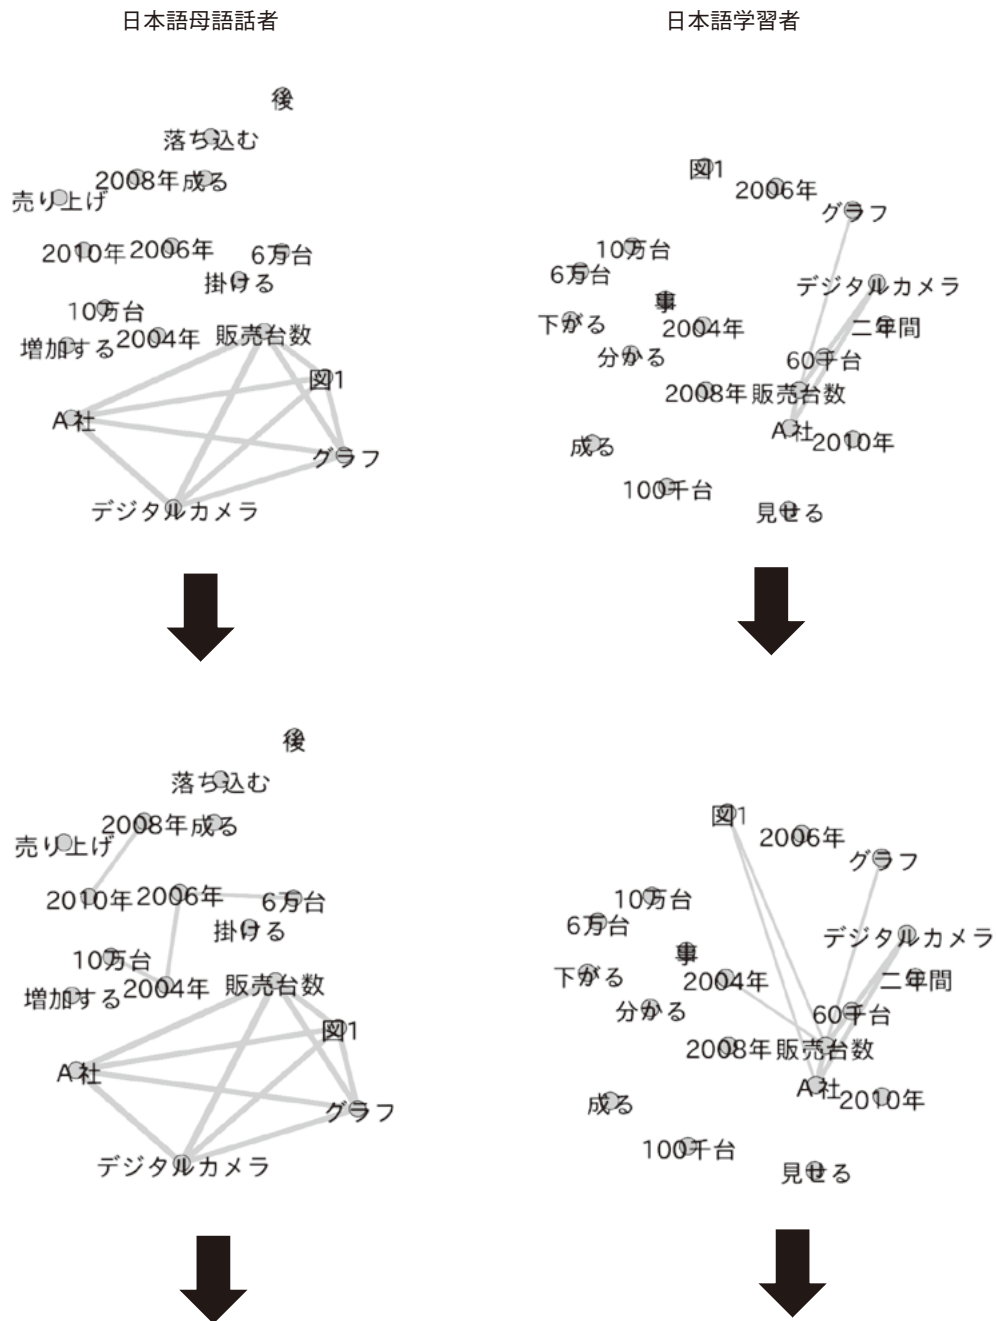 日本語母語話者
日本語学習者
後
落ち込む
2008年
成る
売り上げ
2010年
2006年
6万台
掛ける
10万台
増加する
2004年
販売台数
図1
A社
グラフ
デジタルカメラ
図1
2006年
グラフ
10万台
6万台
デジタルカメラ
事
下がる
2004年
二年間
分かる
60千台
2008年
販売台数
A社
2010年
成る
100千台
見せる
後
落ち込む
2008年
成る
売り上げ
2010年
2006年
6万台
掛ける
10万台
増加する
2004年
販売台数
図1
A社
グラフ
デジタルカメラ
図1
2006年
グラフ
10万台
6万台
デジタルカメラ
事
下がる
2004年
二年間
分かる
60千台
2008年
販売台数
A社
2010年
成る
100千台
見せる